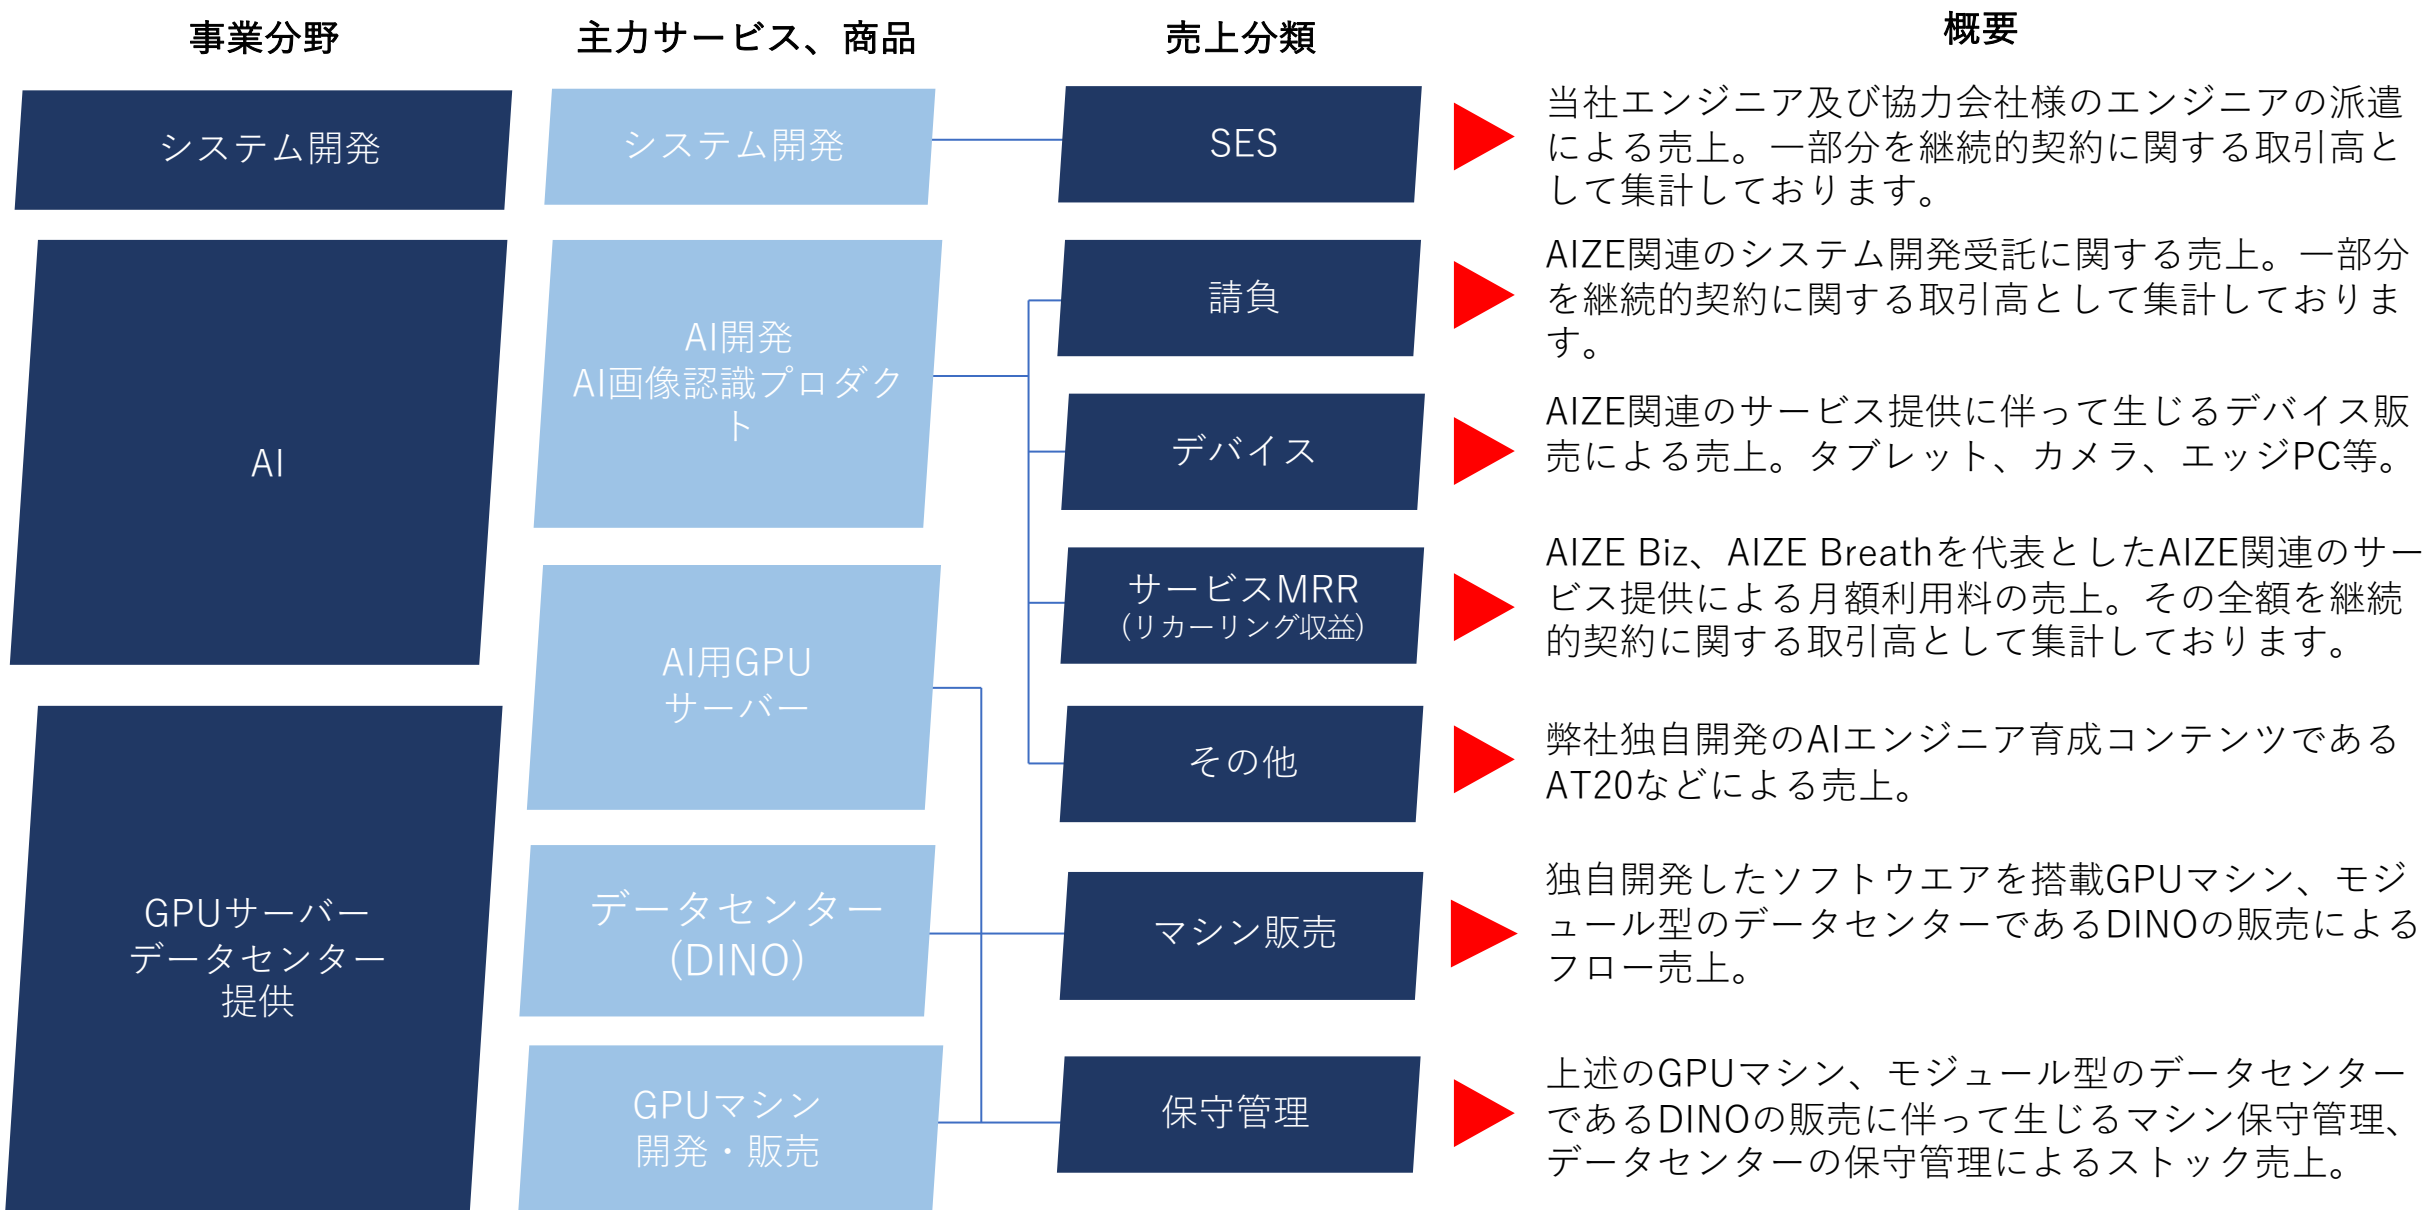 事業分野
主力サービス、商品
売上分類
概要
システム開発
システム開発
SES
当社エンジニア及び協力会社様のエンジニアの派遣
による売上。一部分を継続的契約に関する取引高と
して集計しております。
AI
AI開発
AI画像認識プロダク
ト
請負
AIZE関連のシステム開発受託に関する売上。一部分
を継続的契約に関する取引高として集計しておりま
す。
デバイス
AIZE関連のサービス提供に伴って生じるデバイス販
売による売上。タブレット、カメラ、エッジPC等。
サービスMRR
(リカーリング収益)
AIZE Biz、AIZE Breathを代表としたAIZE関連のサー
ビス提供による月額利用料の売上。その全額を継続
的契約に関する取引高として集計しております。
AI用GPU
サーバー
その他
弊社独自開発のAIエンジニア育成コンテンツである
AT20などによる売上。
GPUサーバー
データセンター
提供
データセンター
(DINO)
マシン販売
独自開発したソフトウエアを搭載GPUマシン、モジ
ュール型のデータセンターであるDINOの販売による
フロー売上。
GPUマシン
開発・販売
保守管理
上述のGPUマシン、モジュール型のデータセンター
であるDINOの販売に伴って生じるマシン保守管理、
データセンターの保守管理によるストック売上。